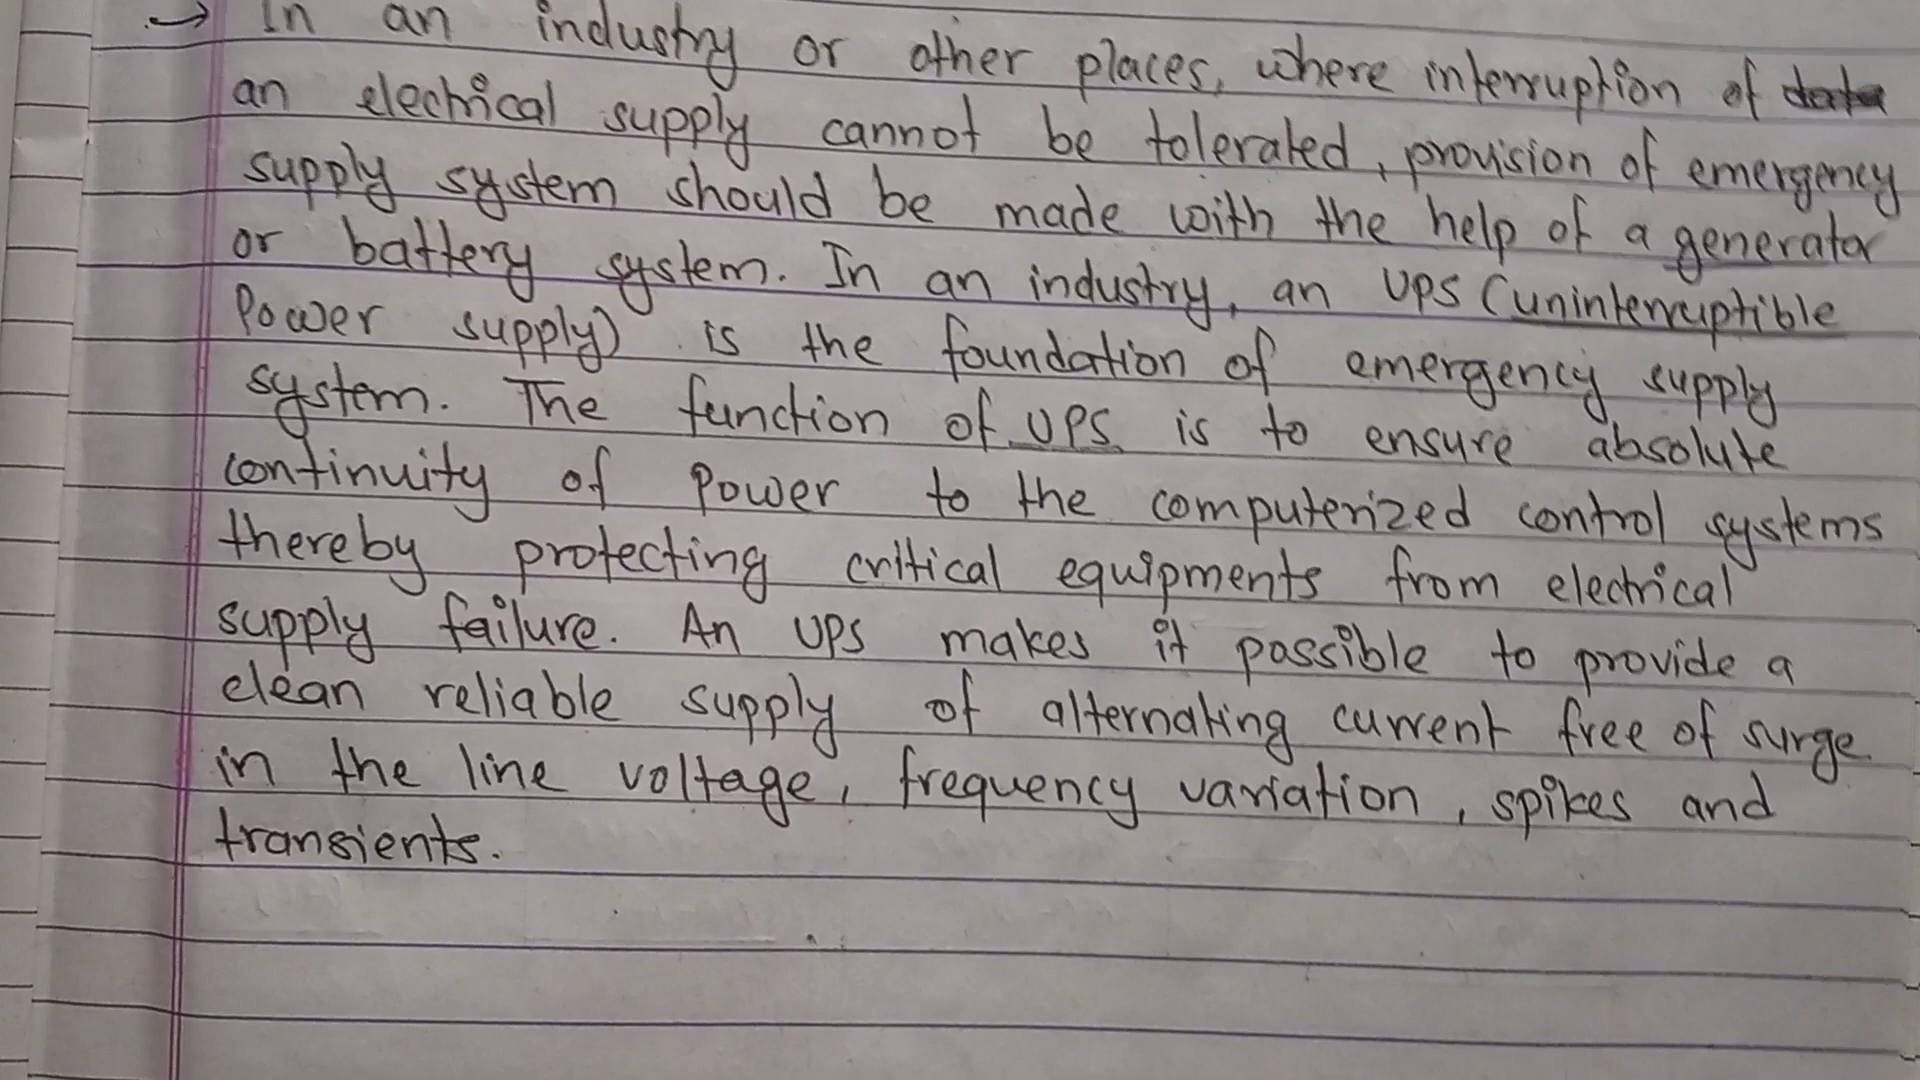 → In an industry or other places, where interruption of
an electrical supply cannot be tolerated, provision of emergency
supply system should be made with the help of a generator
or battery system. In an industry, an UPS (uninterruptible
Power supply) is the foundation of emergency supply
system. The function of UPS is to ensure absolute
continuity of Power to the computerized control systems
thereby protecting critical equipments from electrical
supply failure. An UPS makes it possible to provide a
clean reliable supply of alternating current free of surge
in the line voltage, frequency variation, spikes and
transients.